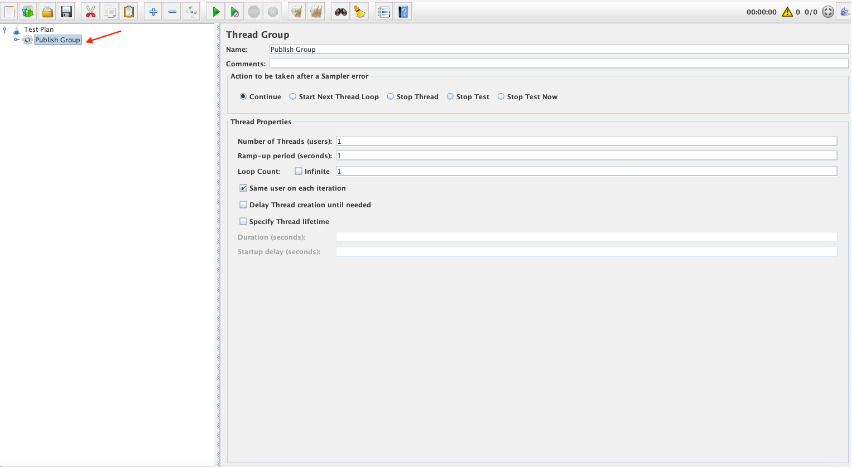 00:00:00 0 0/0
Test Plan
Publish Group
Thread Group
Name: Publish Group
Comments:
Action to be taken after a Sampler error
Continue Start Next Thread Loop Stop Thread Stop Test Stop Test Now
Thread Properties
Number of Threads (users): 1
Ramp-up period (seconds): 1
Loop Count: Infinite 1
Same user on each iteration
Delay Thread creation until needed
Specify Thread lifetime
Duration (seconds):
Startup delay (seconds):